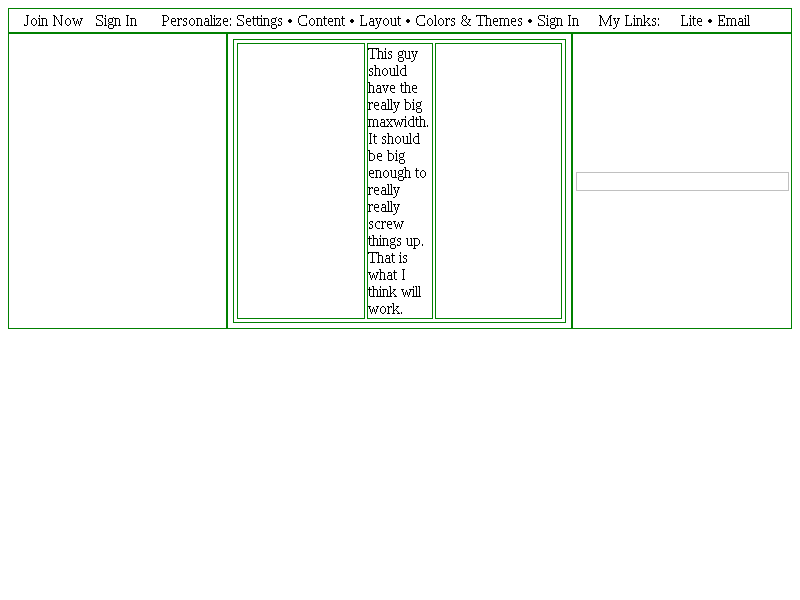 Join Now Sign In Personalize: Settings • Content • Layout • Colors & Themes • Sign In My Links: Lite • Email
This guy
should
have the
really big
maxwidth.
It should
be big
enough to
really
really
screw
things up.
That is
what I
think will
work.